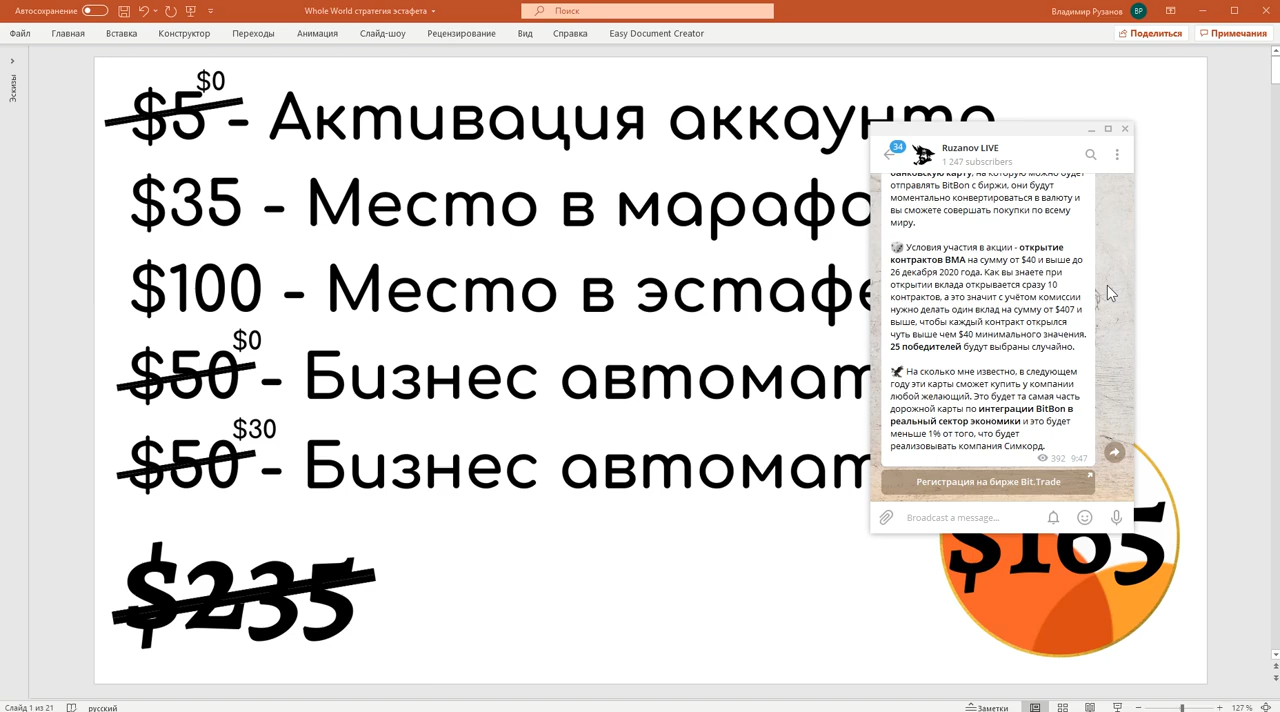 Автосохранение
Whole World стратегия эстафета
Поиск
Владимир Рузанов
ВР
Файл Главная Вставка Конструктор Переходы Анимация Слайд-шоу Рецензирование Вид Справка Easy Document Creator
Поделиться
Примечания
Эскизы
$0
$5 - Активация аккаунта
$35 - Место в марафо
$100 - Место в эстафе
$0
$50 - Бизнес автомат
$30
$50 - Бизнес автомат
$235
$165
34
Ruzanov LIVE
1 247 subscribers
банковскую карту, на которую можно будет
отправлять BitBon с биржи, они будут
моментально конвертироваться в валюту и
вы сможете совершать покупки по всему
миру.
Условия участия в акции - открытие
контрактов ВМА на сумму от $40 и выше до
26 декабря 2020 года. Как вы знаете при
открытии вклада открывается сразу 10
контрактов, а это значит с учётом комиссии
нужно делать один вклад на сумму от $407 и
выше, чтобы каждый контракт открылся
чуть выше чем $40 минимального значения.
25 победителей будут выбраны случайно.
На сколько мне известно, в следующем
году эти карты сможет купить у компании
любой желающий. Это будет та самая часть
дорожной карты по интеграции BitBon в
реальный сектор экономики и это будет
меньше 1% от того, что будет
реализовывать компания Симкорд.
392 9:47
Регистрация на бирже Bit.Trade
Broadcast a message...
Слайд 1 из 21
русский
Заметки
127 %